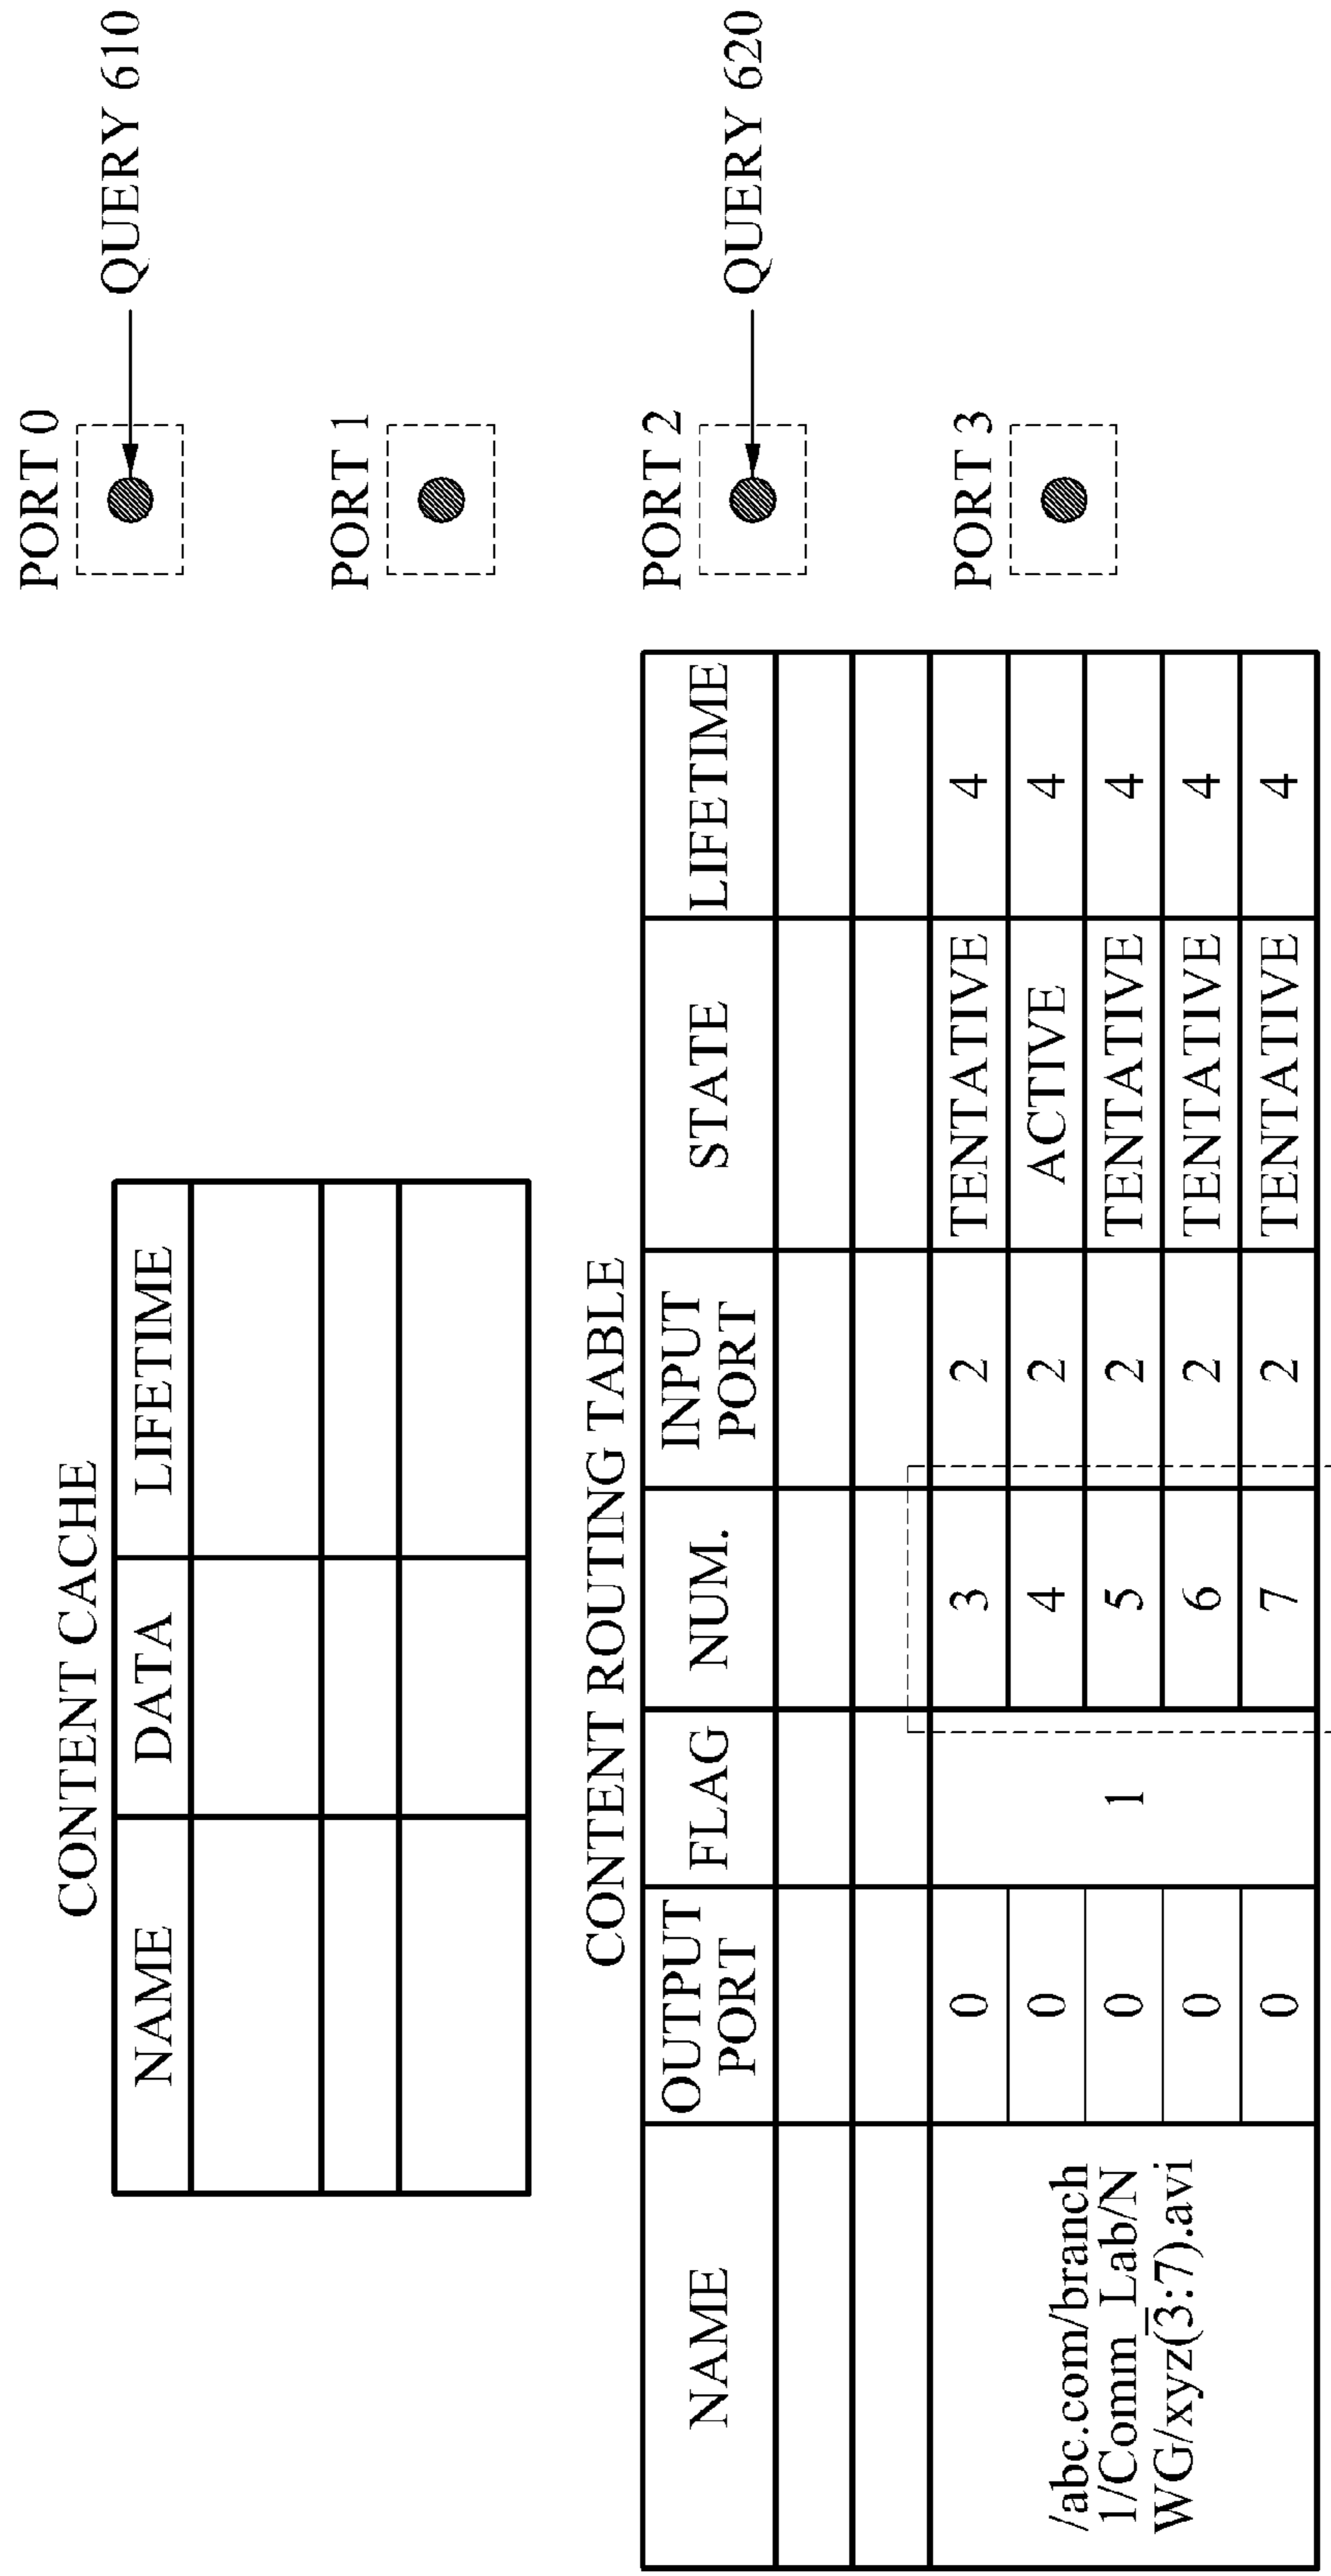 CONTENT CACHE
NAME DATA LIFETIME
CONTENT ROUTING TABLE
NAME OUTPUT PORT FLAG NUM. INPUT PORT STATE LIFETIME
/abc.com/branch
1/Comm_Lab/N
WG/xyz(3:7).avi
1
0 3 2 TENTATIVE 4
0 4 2 ACTIVE 4
0 5 2 TENTATIVE 4
0 6 2 TENTATIVE 4
0 7 2 TENTATIVE 4
PORT 0
QUERY 610
PORT 1
PORT 2
QUERY 620
PORT 3